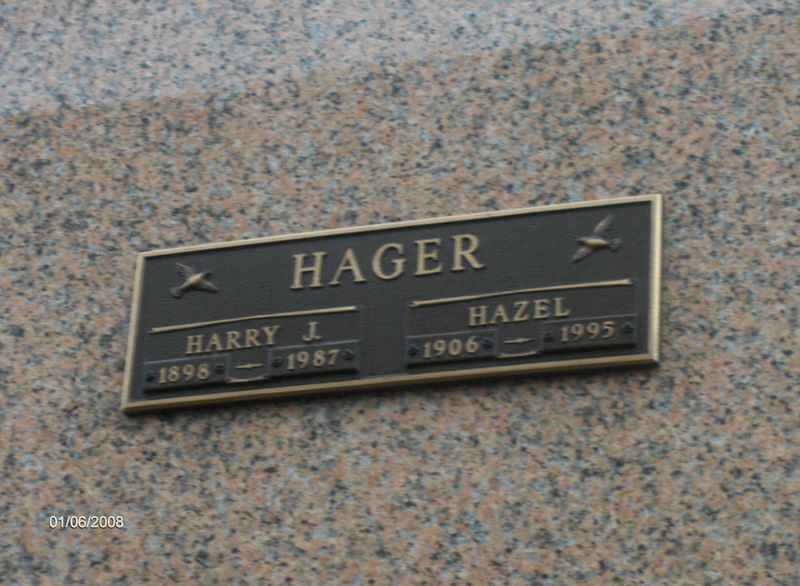 HAGER
HARRY J.
1898 - 1987
HAZEL
1906 - 1995
01/06/2008